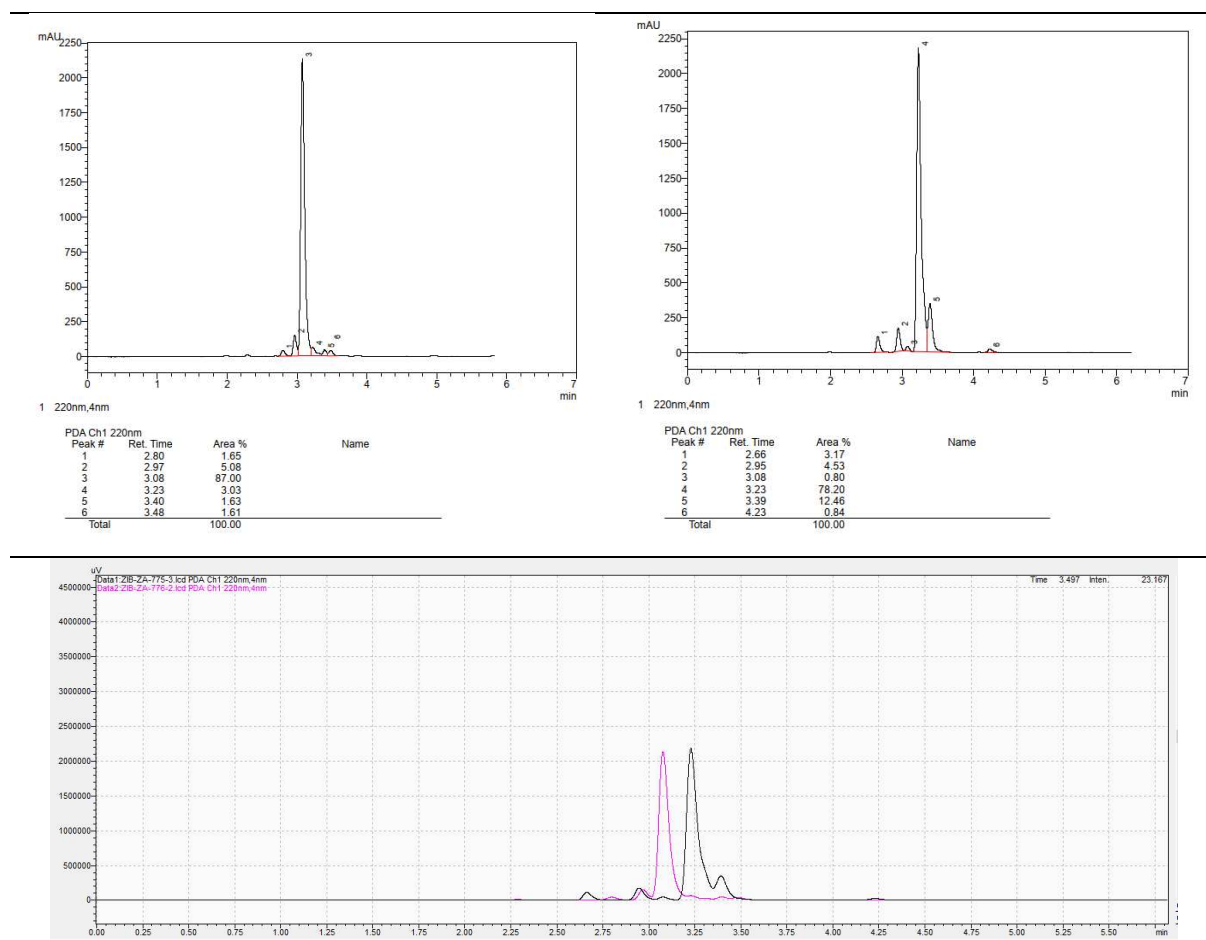 mAU
2250
2000
1750
1500
1250
1000
750
500
250
0
3
1
2
4
5
6
0 1 2 3 4 5 6 7
min
1 220nm,4nm
PDA Ch1 220nm
Peak # Ret. Time Area % Name
1 2.80 1.65
2 2.97 5.08
3 3.08 87.00
4 3.23 3.03
5 3.40 1.63
6 3.48 1.61
Total 100.00
mAU
2250
2000
1750
1500
1250
1000
750
500
250
0
4
1
2
3
5
6
0 1 2 3 4 5 6 7
min
1 220nm,4nm
PDA Ch1 220nm
Peak # Ret. Time Area % Name
1 2.66 3.17
2 2.95 4.53
3 3.08 0.80
4 3.23 78.20
5 3.39 12.46
6 4.23 0.84
Total 100.00
uV
Data1:ZIB-ZA-775-3.lcd PDA Ch1 220nm,4nm
Data2:ZIB-ZA-776-2.lcd PDA Ch1 220nm,4nm
Time 3.497 Inten. 23.167
4500000
4000000
3500000
3000000
2500000
2000000
1500000
1000000
500000
0
0.00 0.25 0.50 0.75 1.00 1.25 1.50 1.75 2.00 2.25 2.50 2.75 3.00 3.25 3.50 3.75 4.00 4.25 4.50 4.75 5.00 5.25 5.50 min